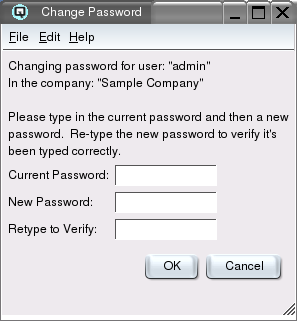 Change Password
File Edit Help
Changing password for user: "admin"
In the company: "Sample Company"
Please type in the current password and then a new
password. Re-type the new password to verify it's
been typed correctly.
Current Password:
New Password:
Retype to Verify:
OK Cancel